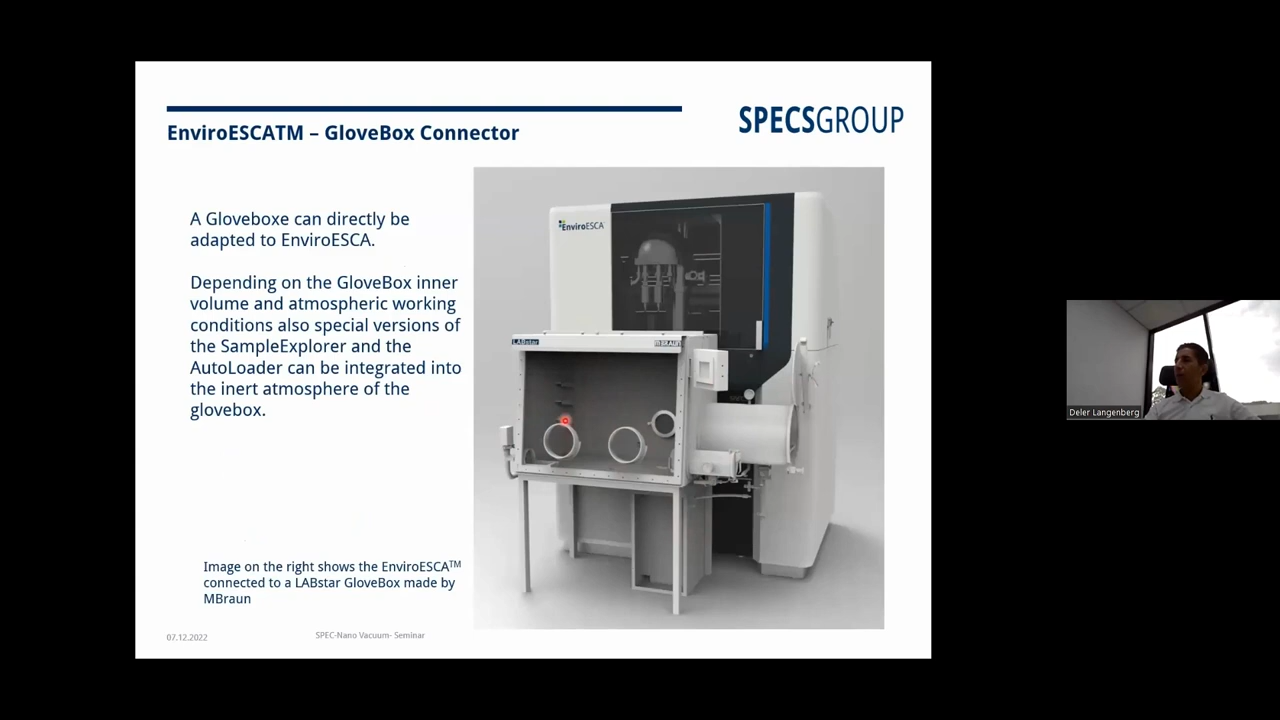 SPECSGROUP
EnviroESCATM – GloveBox Connector
A Gloveboxe can directly be
adapted to EnviroESCA.
Depending on the GloveBox inner
volume and atmospheric working
conditions also special versions of
the SampleExplorer and the
AutoLoader can be integrated into
the inert atmosphere of the
glovebox.
EnviroESCA
LABstar
MBRAUN
Image on the right shows the EnviroESCA™
connected to a LABstar GloveBox made by
MBraun
07.12.2022
SPEC-Nano Vacuum- Seminar
Deler Langenberg